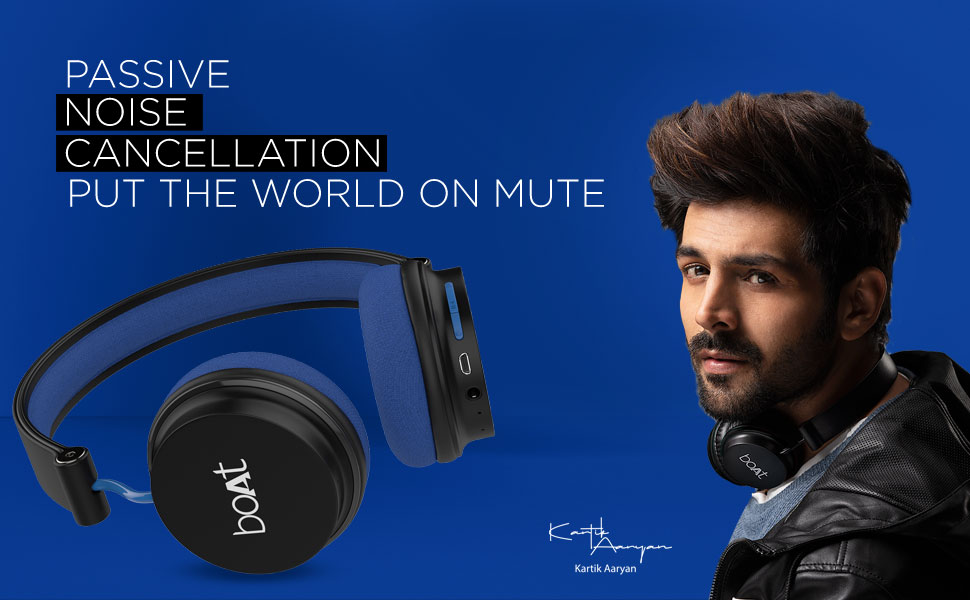 PASSIVE
NOISE
CANCELLATION
PUT THE WORLD ON MUTE
boAt
boAt
Kartik
Aaryan
Kartik Aaryan